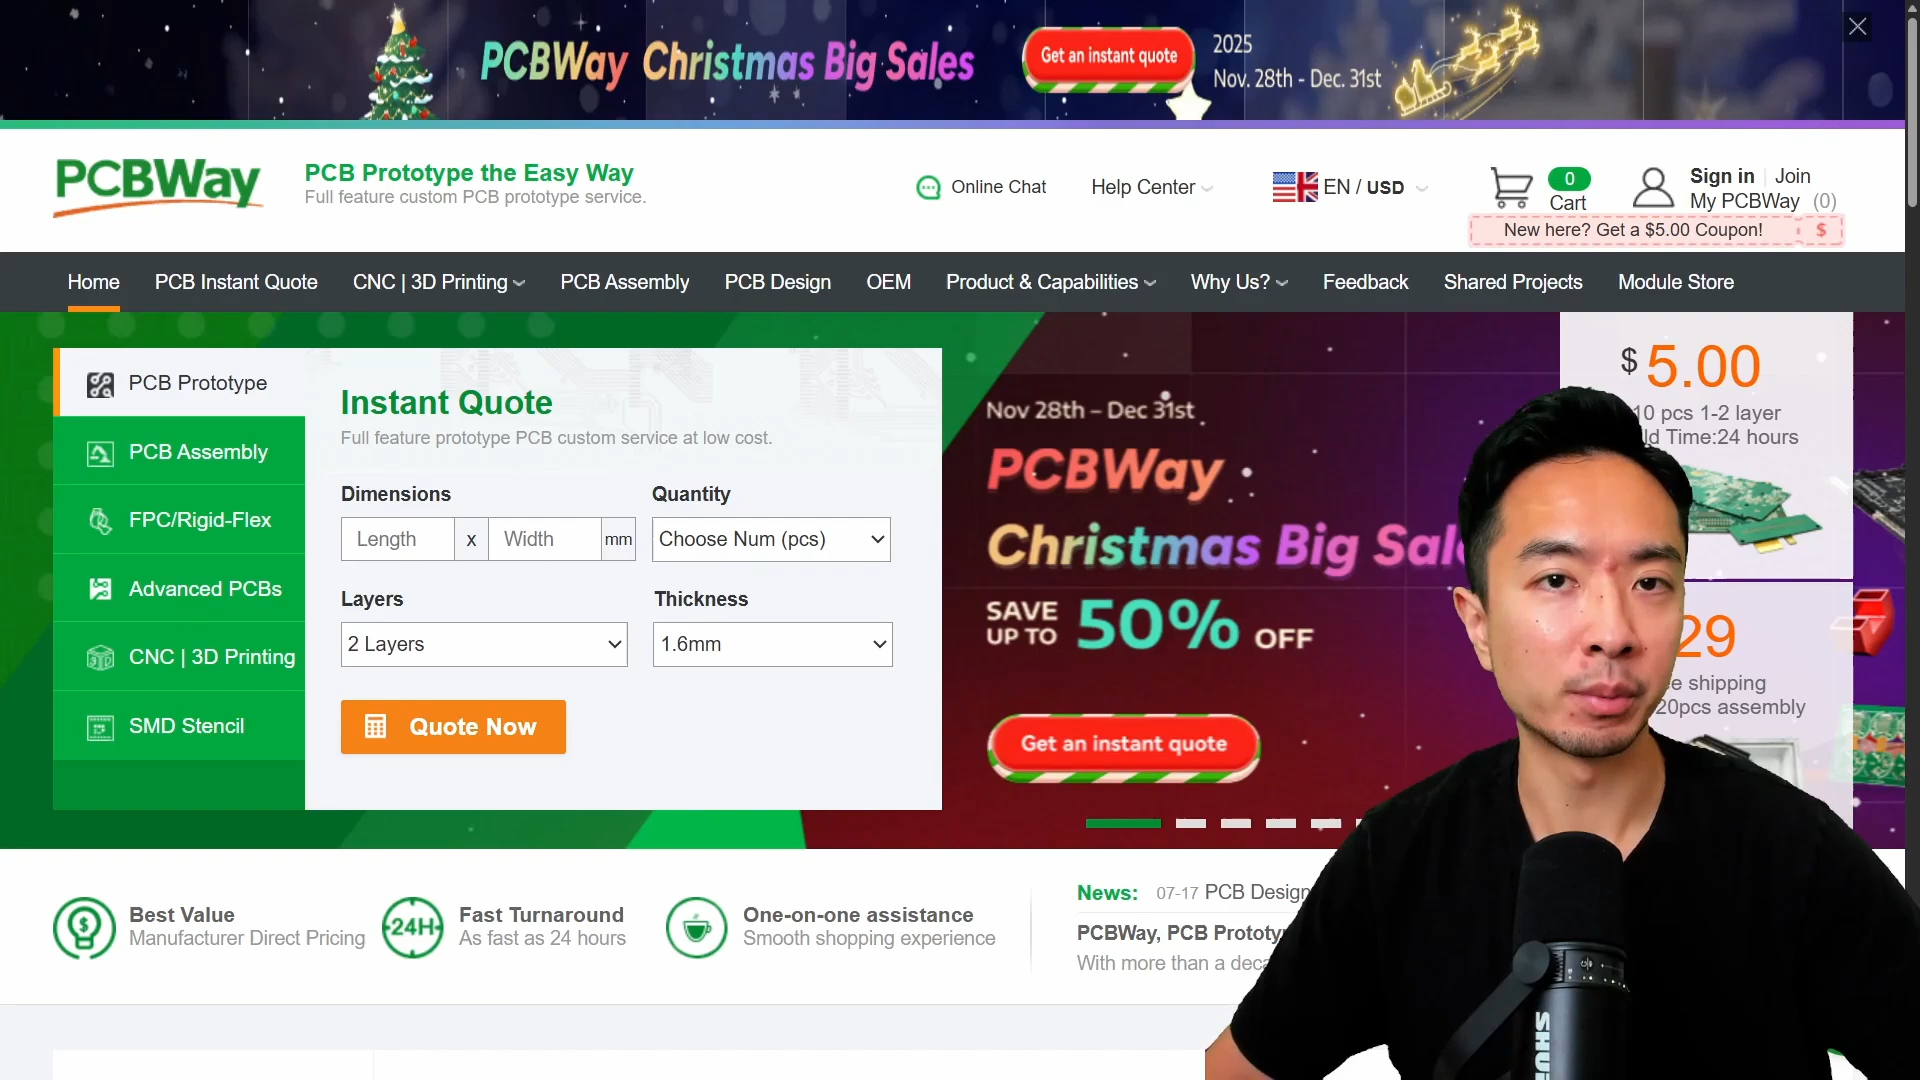 PCBWay Christmas Big Sales
Get an instant quote
2025
Nov. 28th - Dec. 31st
PCBWay
PCB Prototype the Easy Way
Full feature custom PCB prototype service.
Online Chat
Help Center
EN / USD
0
Cart
Sign in
Join
My PCBWay (0)
New here? Get a $5.00 Coupon!
$
Home
PCB Instant Quote
CNC | 3D Printing
PCB Assembly
PCB Design
OEM
Product & Capabilities
Why Us?
Feedback
Shared Projects
Module Store
PCB Prototype
PCB Assembly
FPC/Rigid-Flex
Advanced PCBs
CNC | 3D Printing
SMD Stencil
Instant Quote
Full feature prototype PCB custom service at low cost.
Dimensions
Quantity
Length
x
Width
mm
Choose Num (pcs)
Layers
Thickness
2 Layers
1.6mm
Quote Now
Nov 28th – Dec 31st
PCBWay
Christmas Big Sal
SAVE
UP TO
50% OFF
Get an instant quote
$ 5.00
10 pcs 1-2 layer
ld Time:24 hours
29
ee shipping
20pcs assembly
Best Value
Manufacturer Direct Pricing
24H
Fast Turnaround
As fast as 24 hours
One-on-one assistance
Smooth shopping experience
News:
07-17 PCB Design
PCBWay, PCB Prototy
With more than a deca
SHU